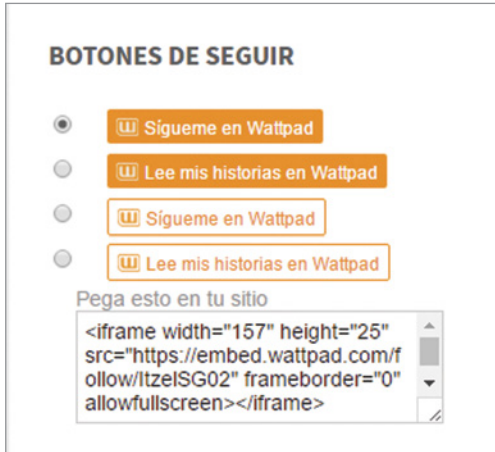 BOTONES DE SEGUIR
Sígueme en Wattpad
Lee mis historias en Wattpad
Sígueme en Wattpad
Lee mis historias en Wattpad
Pega esto en tu sitio
<iframe width="157" height="25"
src="https://embed.wattpad.com/f
ollow/ItzelSG02" frameborder="0"
allowfullscreen></iframe>